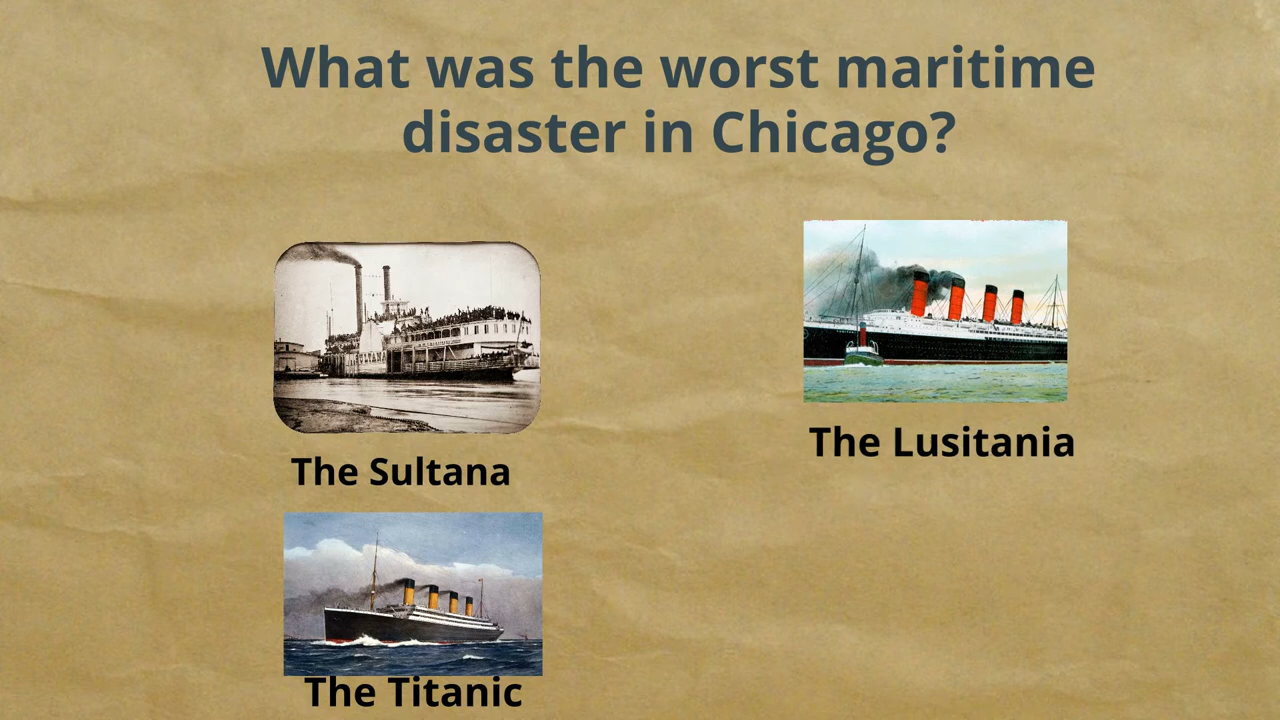 What was the worst maritime
disaster in Chicago?
The Sultana
The Lusitania
The Titanic